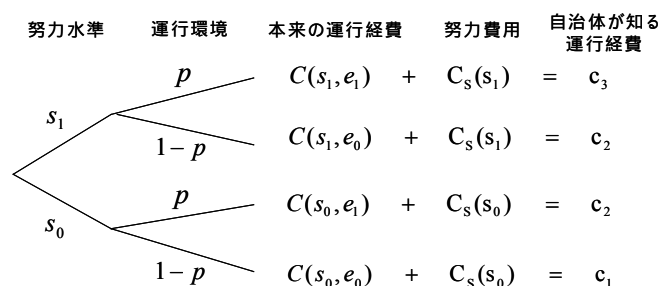 努力水準 運行環境 本来の運行経費 努力費用 自治体が知る
運行経費
p C(s₁,e₁) + Cₛ(s₁) = c₃
s₁
1−p C(s₁,e₀) + Cₛ(s₁) = c₂
p C(s₀,e₁) + Cₛ(s₀) = c₂
s₀
1−p C(s₀,e₀) + Cₛ(s₀) = c₁